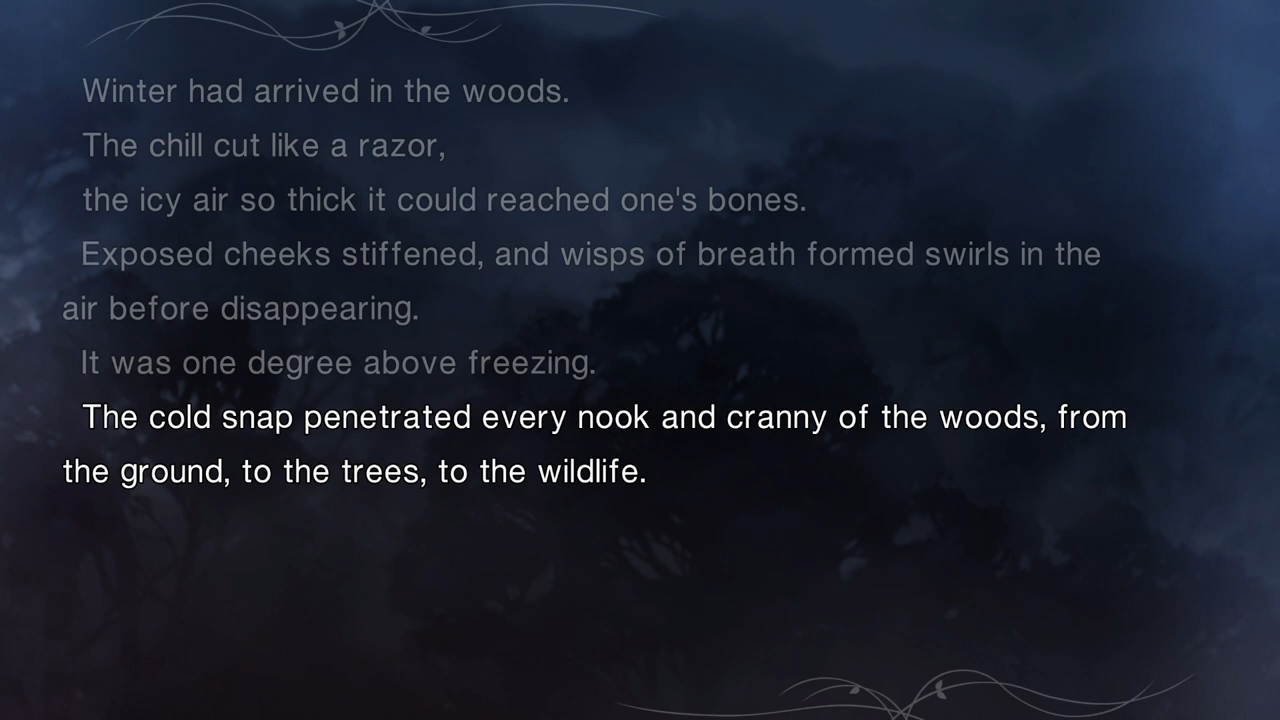 Winter had arrived in the woods.
The chill cut like a razor,
the icy air so thick it could reached one's bones.
Exposed cheeks stiffened, and wisps of breath formed swirls in the
air before disappearing.
It was one degree above freezing.
The cold snap penetrated every nook and cranny of the woods, from
the ground, to the trees, to the wildlife.